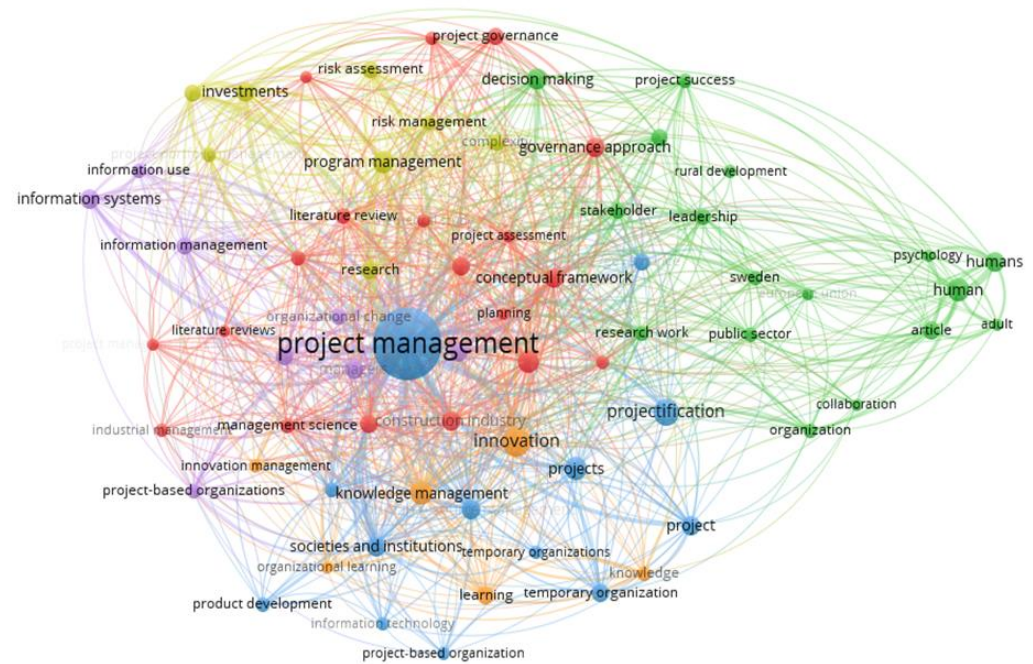 project governance
risk assessment
decision making
project success
investments
risk management
complexity
governance approach
information use
program management
rural development
information systems
literature review
stakeholder
leadership
project assessment
information management
research
conceptual framework
psychology
humans
sweden
human
european union
organizational change
planning
literature reviews
project management
research work
public sector
article
adult
construction industry
projectification
collaboration
industrial management
management science
innovation
organization
innovation management
projects
project-based organizations
knowledge management
project
societies and institutions
temporary organizations
organizational learning
knowledge
product development
learning
temporary organization
information technology
project-based organization